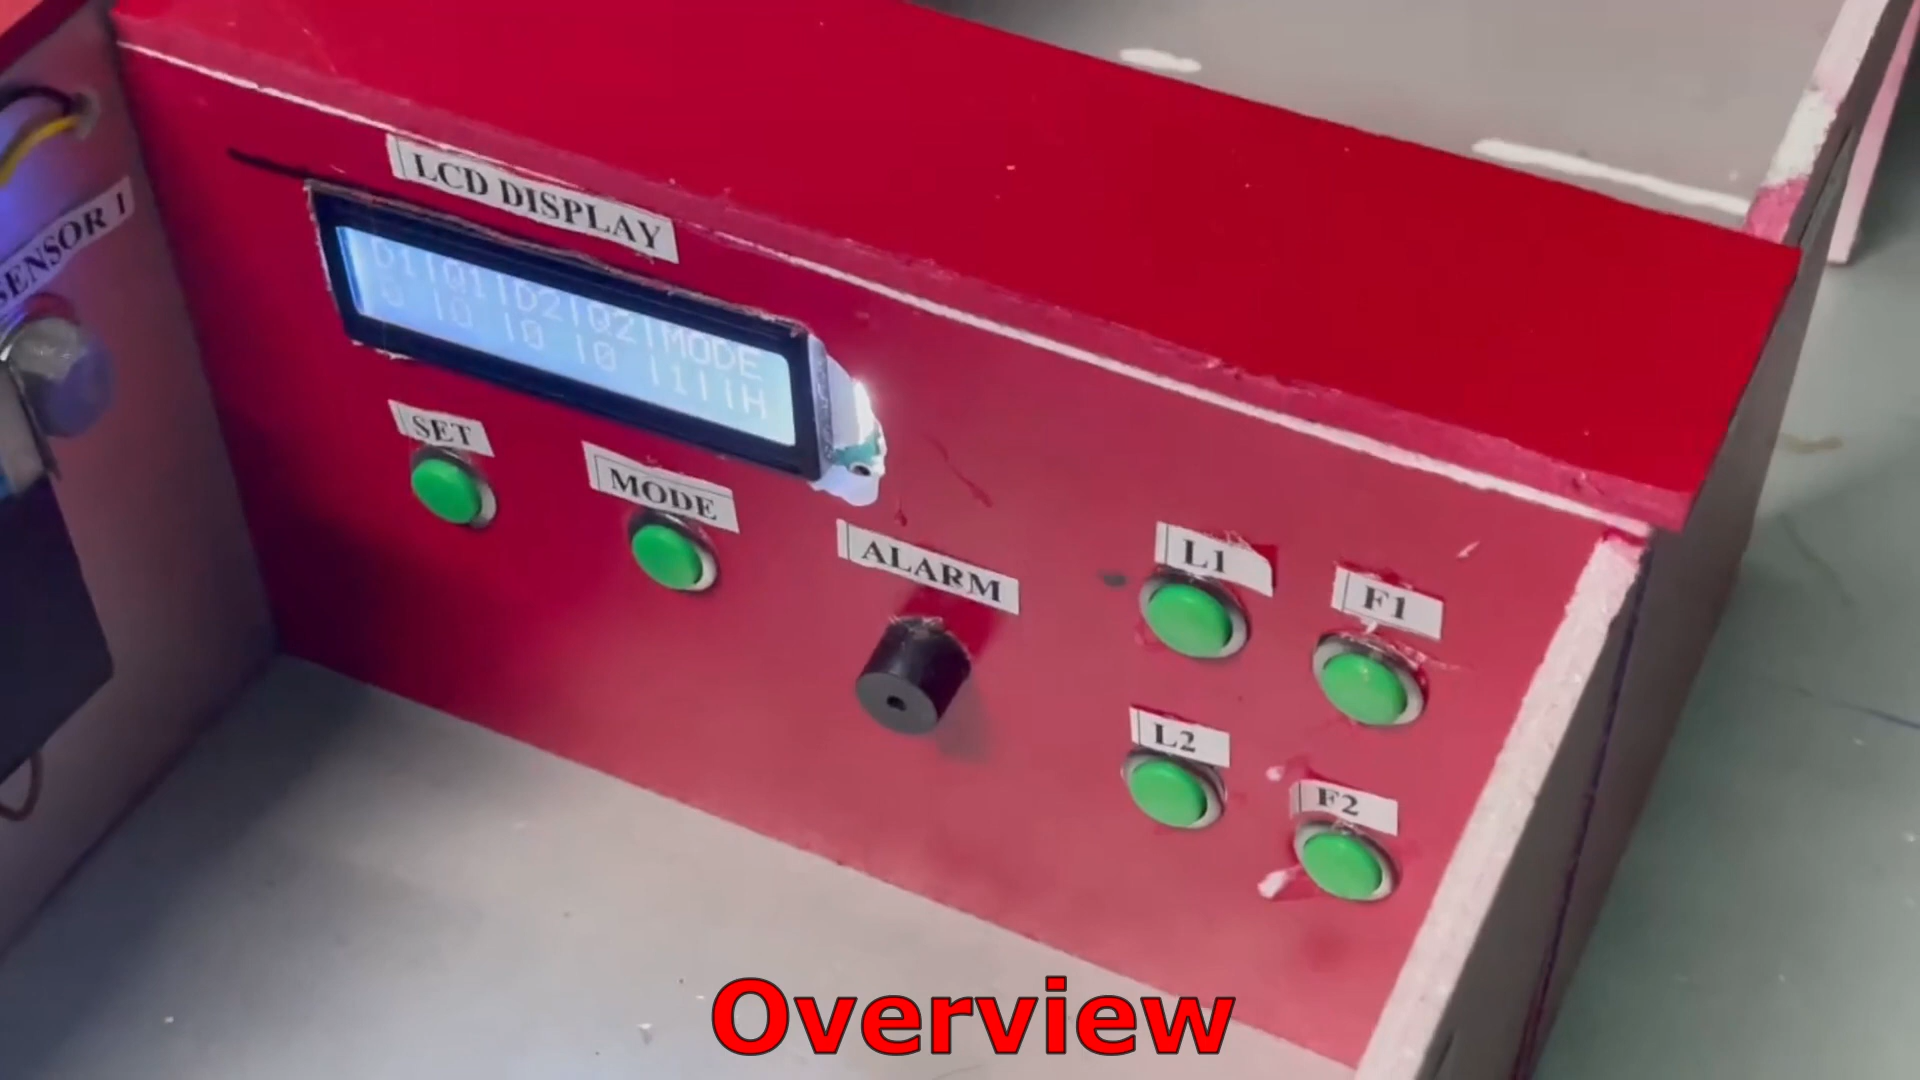 LCD DISPLAY
SENSOR 1
D1|Q1|D2|Q2|MODE
0 |0 |0 |0 |1||H
SET
MODE
ALARM
L1
F1
L2
F2
Overview